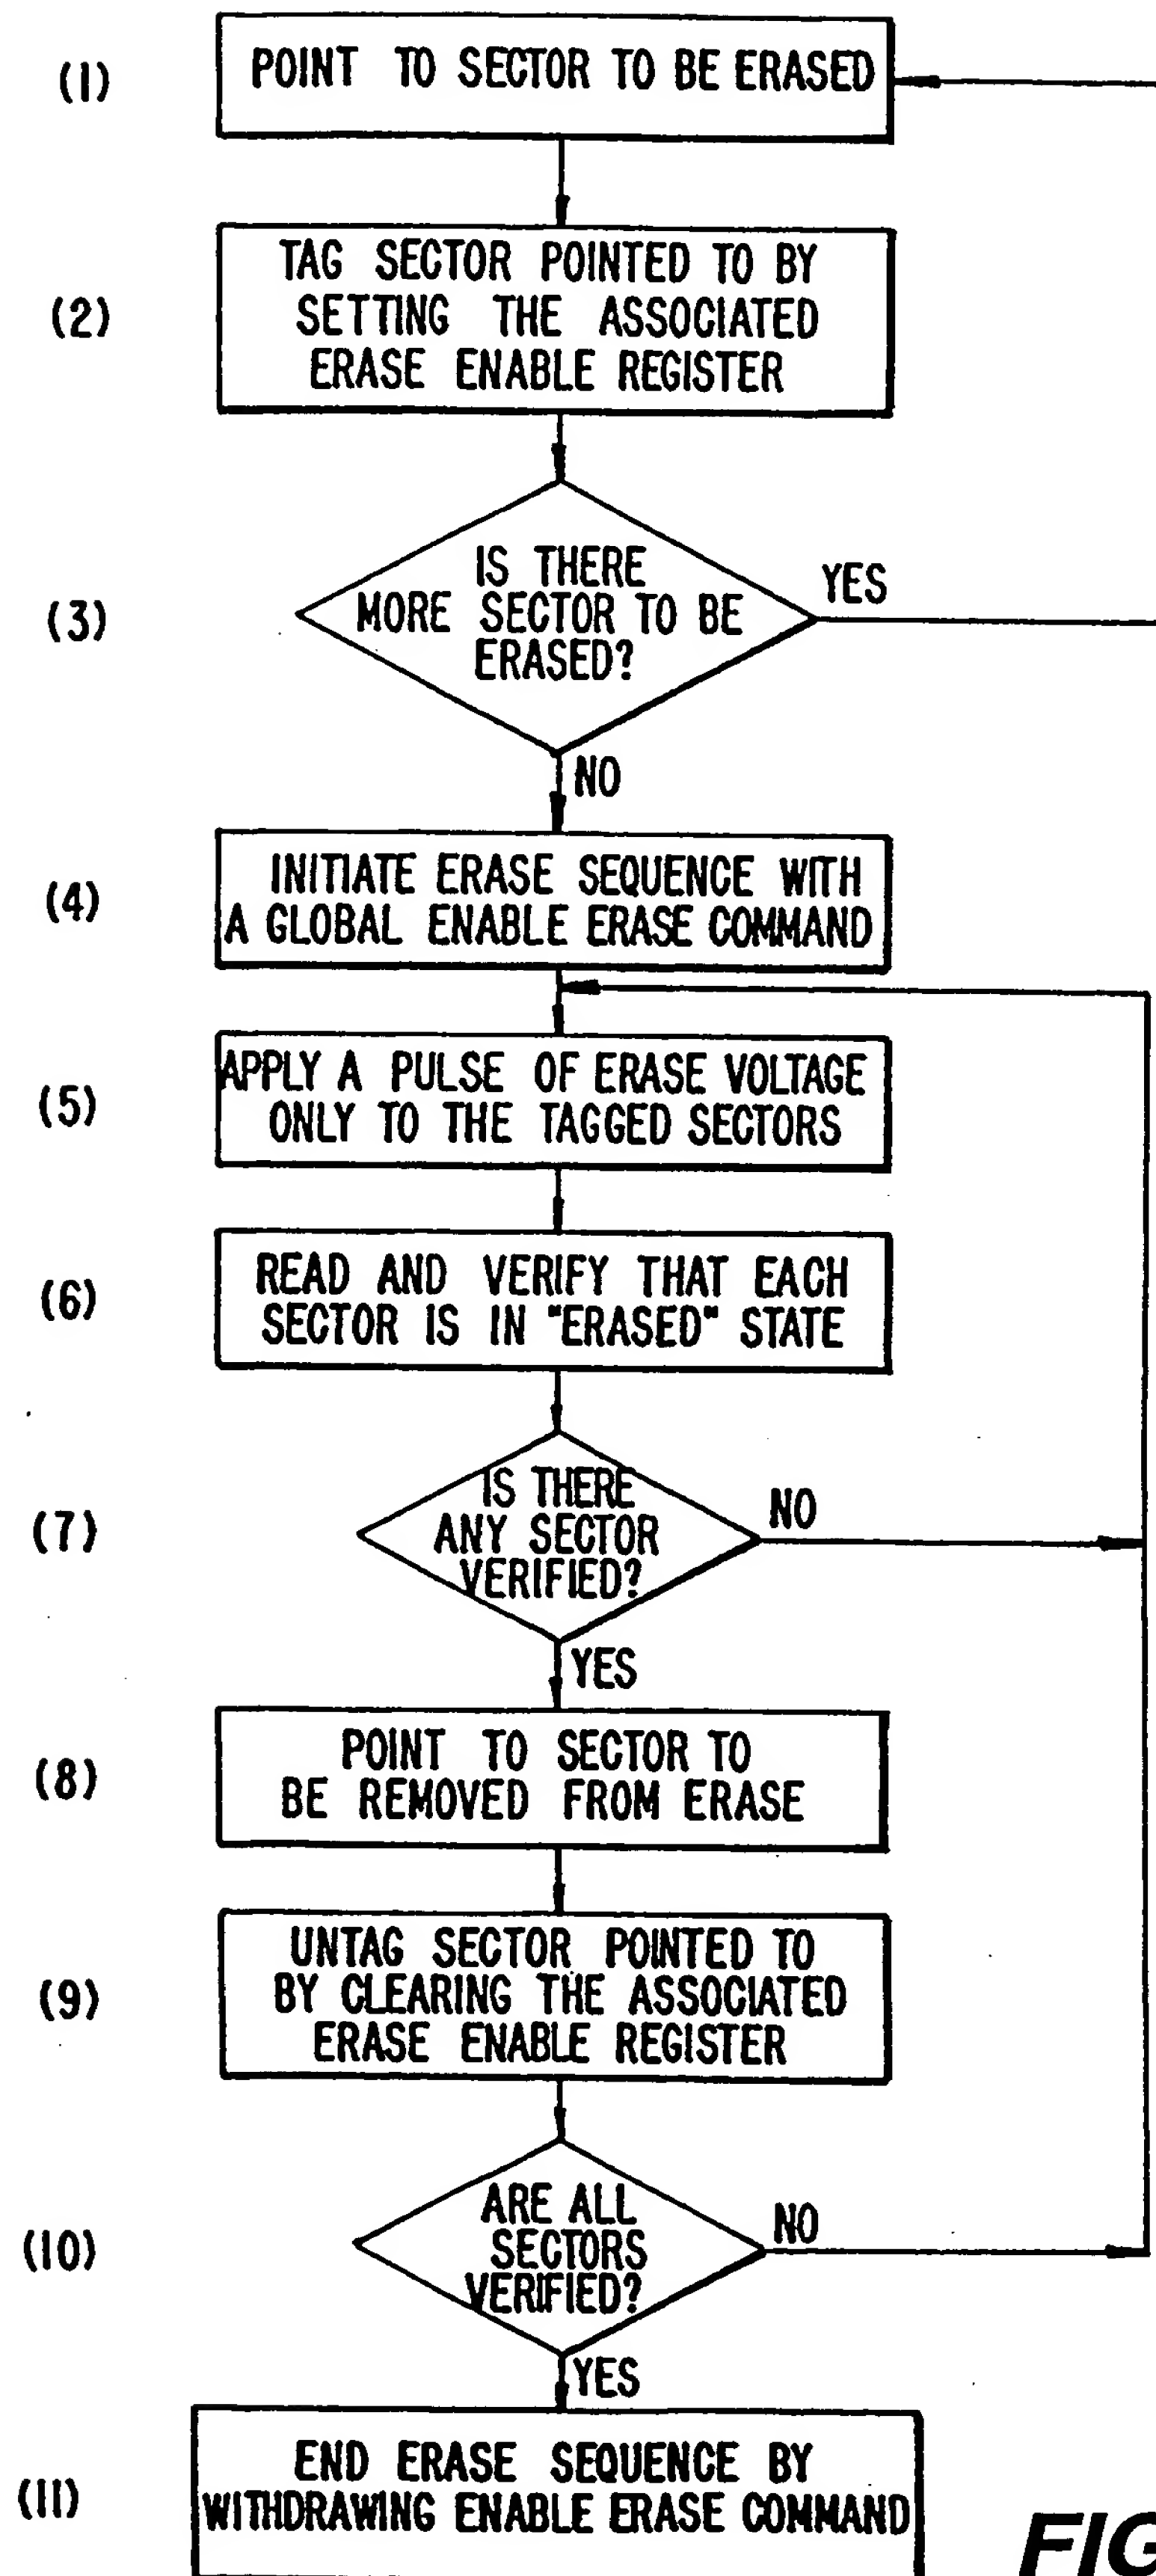 (1)
POINT TO SECTOR TO BE ERASED
(2)
TAG SECTOR POINTED TO BY
SETTING THE ASSOCIATED
ERASE ENABLE REGISTER
(3)
IS THERE
MORE SECTOR TO BE
ERASED?
YES
NO
(4)
INITIATE ERASE SEQUENCE WITH
A GLOBAL ENABLE ERASE COMMAND
(5)
APPLY A PULSE OF ERASE VOLTAGE
ONLY TO THE TAGGED SECTORS
(6)
READ AND VERIFY THAT EACH
SECTOR IS IN "ERASED" STATE
(7)
IS THERE
ANY SECTOR
VERIFIED?
NO
YES
(8)
POINT TO SECTOR TO
BE REMOVED FROM ERASE
(9)
UNTAG SECTOR POINTED TO
BY CLEARING THE ASSOCIATED
ERASE ENABLE REGISTER
(10)
ARE ALL
SECTORS
VERIFIED?
NO
YES
(11)
END ERASE SEQUENCE BY
WITHDRAWING ENABLE ERASE COMMAND
FIG